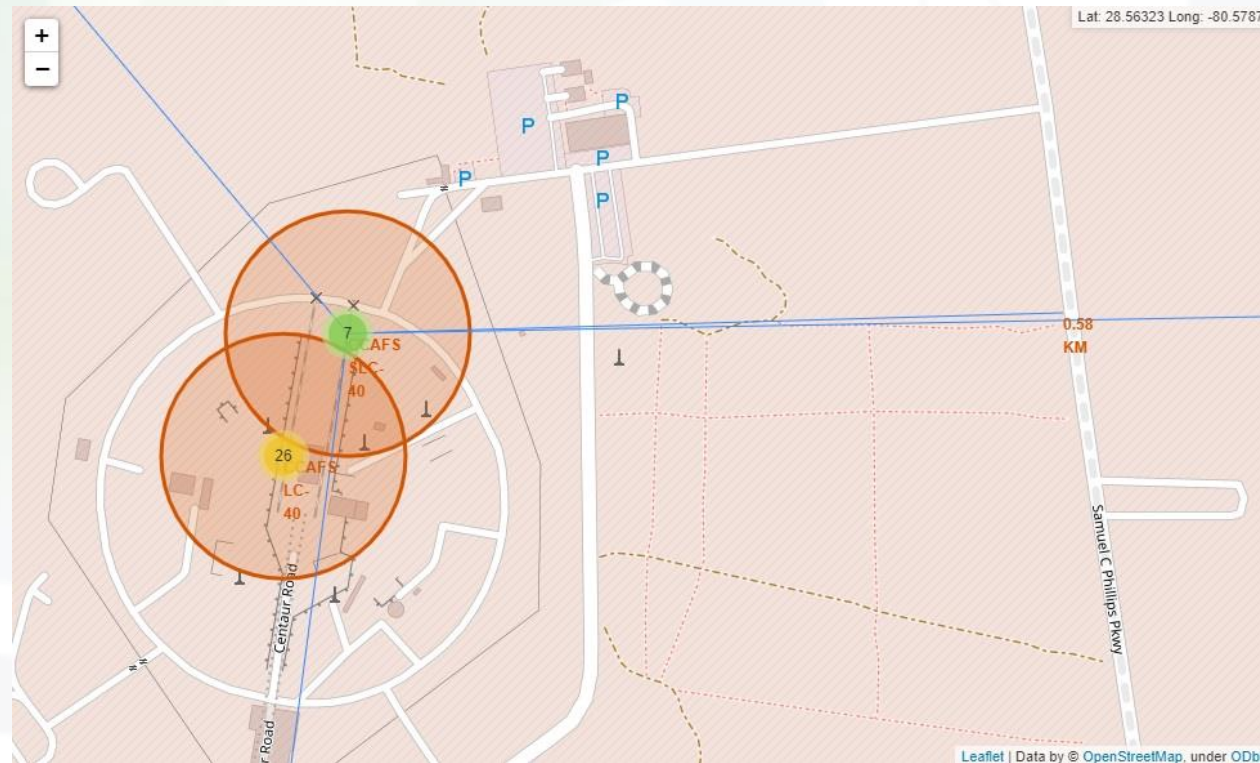 +
−
Lat: 28.56323 Long: -80.5787
P
P
P
P
P
7
CCAFS
SLC-
40
0.58
KM
26
CCAFS
LC-
40
Centaur Road
Samuel C Phillips Pkwy
r Road
Leaflet | Data by © OpenStreetMap, under ODb